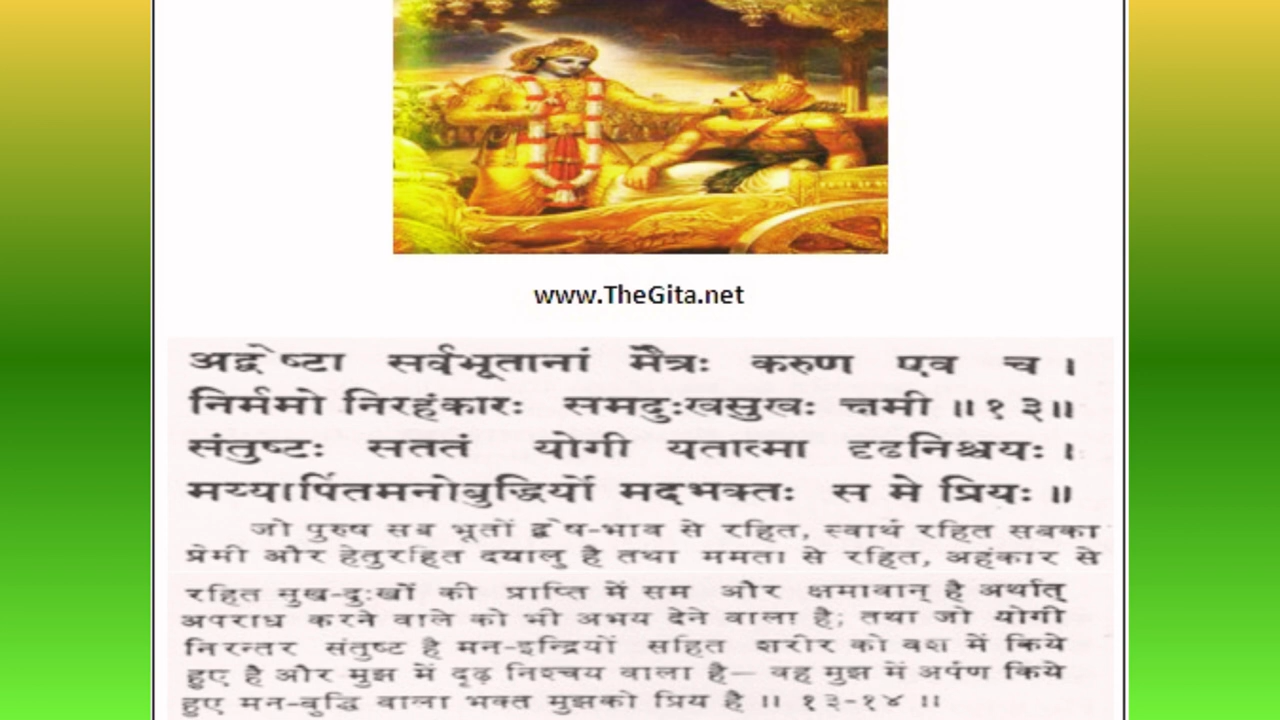 www.TheGita.net
अद्वेष्टा सर्वभूतानां मैत्रः करुण एव च ।
निर्ममो निरहंकारः समदुःखसुखः क्षमी ॥१३॥
संतुष्टः सततं योगी यतात्मा दृढनिश्चयः ।
मय्यार्पितमनोबुद्धिर्यो मदभक्तः स मे प्रियः ॥
जो पुरुष सब भूतों द्वेष-भाव से रहित, स्वार्थ रहित सबका
प्रेमी और हेतुरहित दयालु है तथा ममता से रहित, अहंकार से
रहित सुख-दुःखों की प्राप्ति में सम और क्षमावान् है अर्थात्
अपराध करने वाले को भी अभय देने वाला है; तथा जो योगी
निरन्तर संतुष्ट है मन-इन्द्रियों सहित शरीर को वश में किये
हुए है और मुझ में दृढ़ निश्चय वाला है— वह मुझ में अर्पण किये
हुए मन-बुद्धि वाला भक्त मुझको प्रिय है ॥ १३-१४ ॥